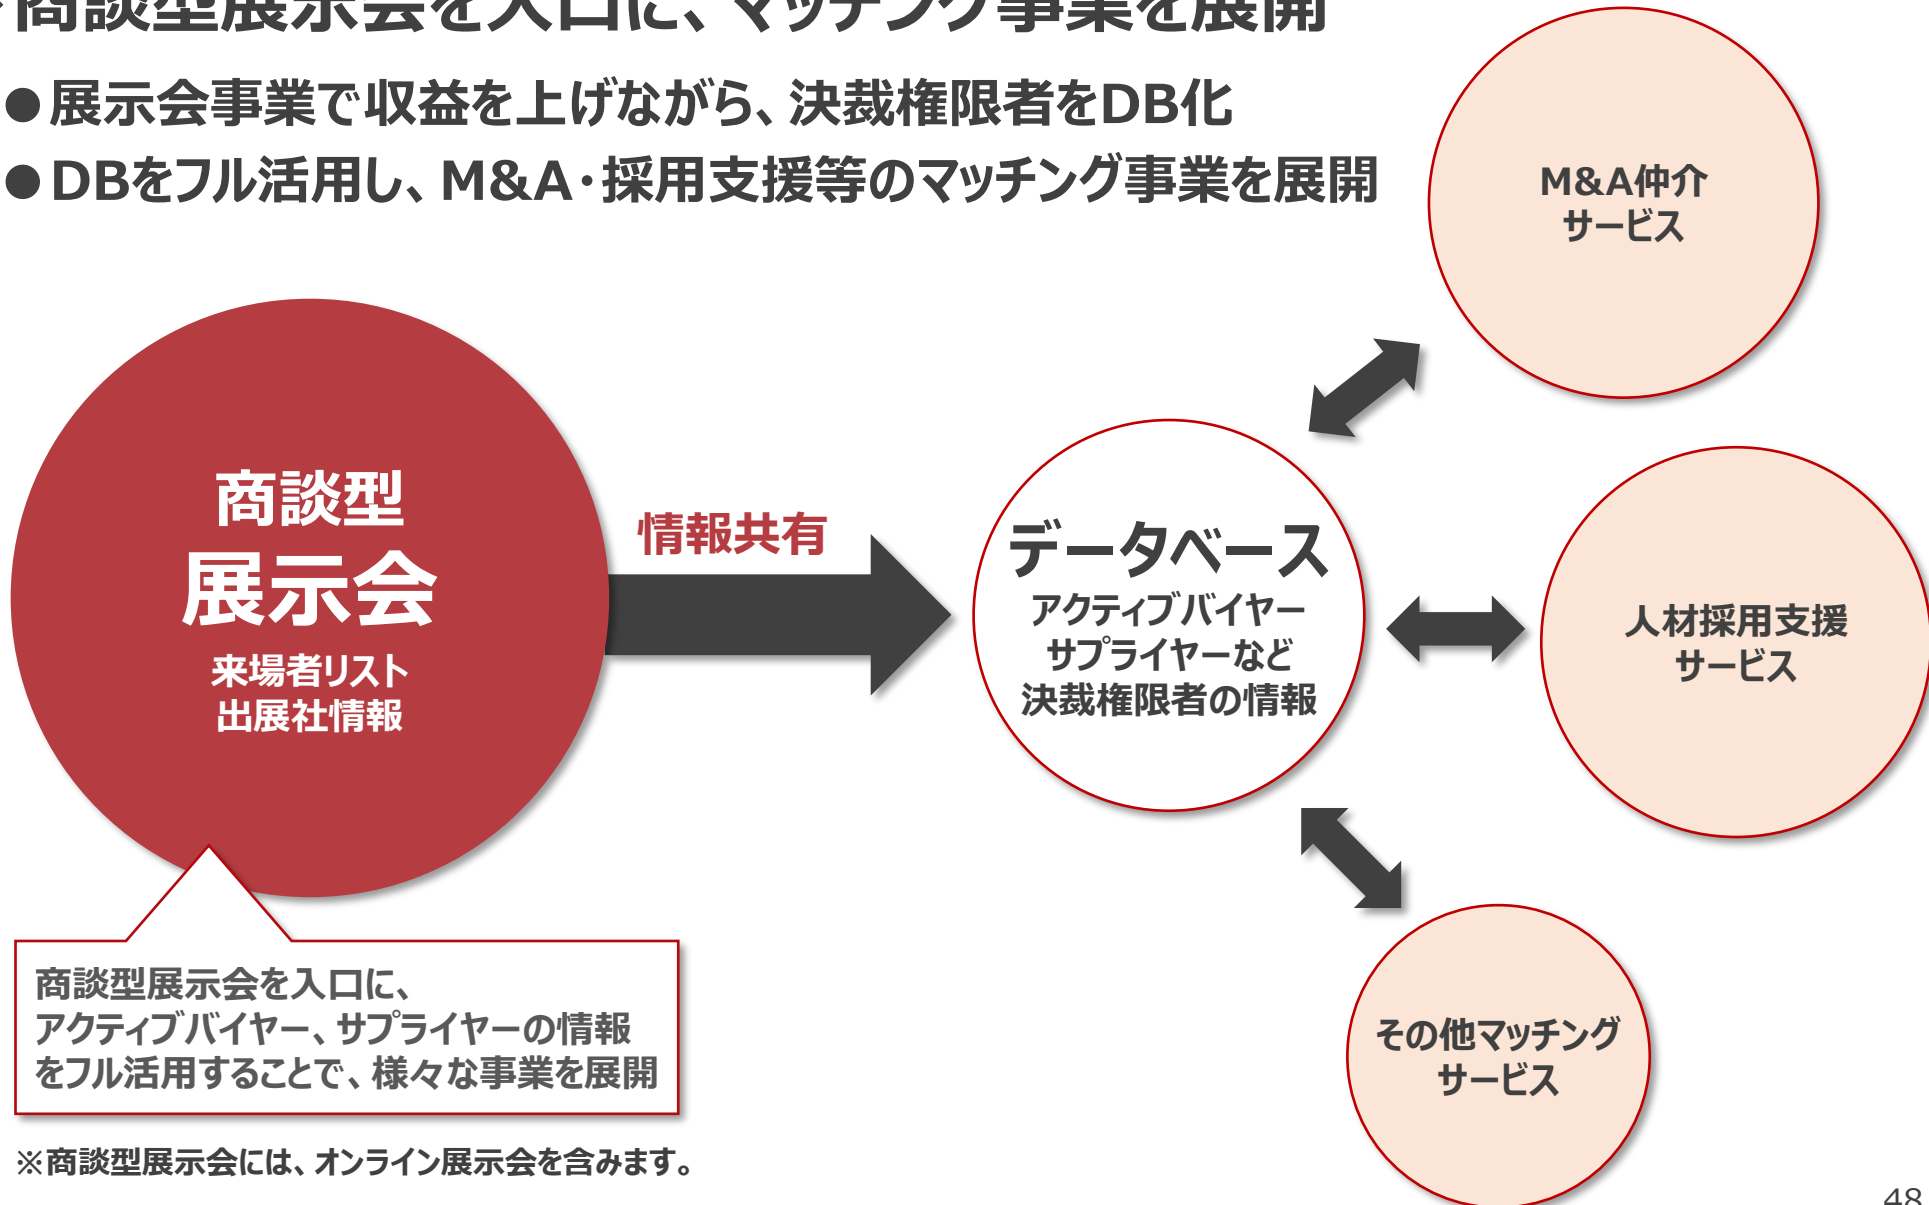 商談型展示会を入口に、マッチング事業を展開
●展示会事業で収益を上げながら、決裁権限者をDB化
●DBをフル活用し、M&A・採用支援等のマッチング事業を展開
M&A仲介
サービス
商談型
展示会
来場者リスト
出展社情報
情報共有
データベース
アクティブバイヤー
サプライヤーなど
決裁権限者の情報
人材採用支援
サービス
その他マッチング
サービス
商談型展示会を入口に、
アクティブバイヤー、サプライヤーの情報
をフル活用することで、様々な事業を展開
※商談型展示会には、オンライン展示会を含みます。
48